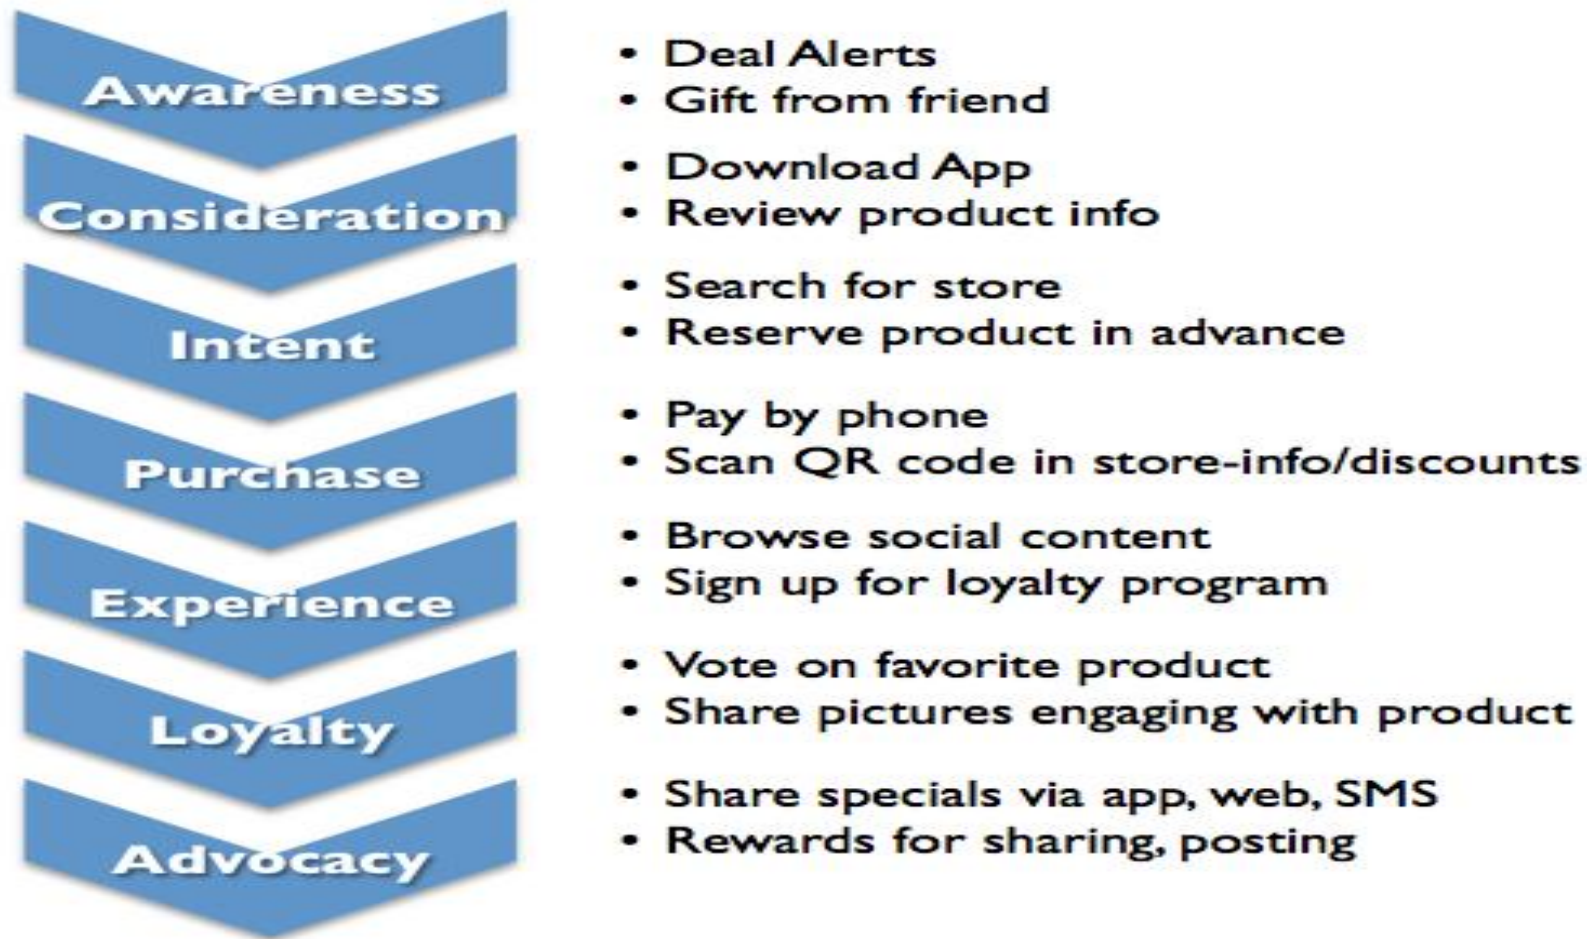 Awareness
• Deal Alerts
• Gift from friend
Consideration
• Download App
• Review product info
Intent
• Search for store
• Reserve product in advance
Purchase
• Pay by phone
• Scan QR code in store-info/discounts
Experience
• Browse social content
• Sign up for loyalty program
Loyalty
• Vote on favorite product
• Share pictures engaging with product
Advocacy
• Share specials via app, web, SMS
• Rewards for sharing, posting